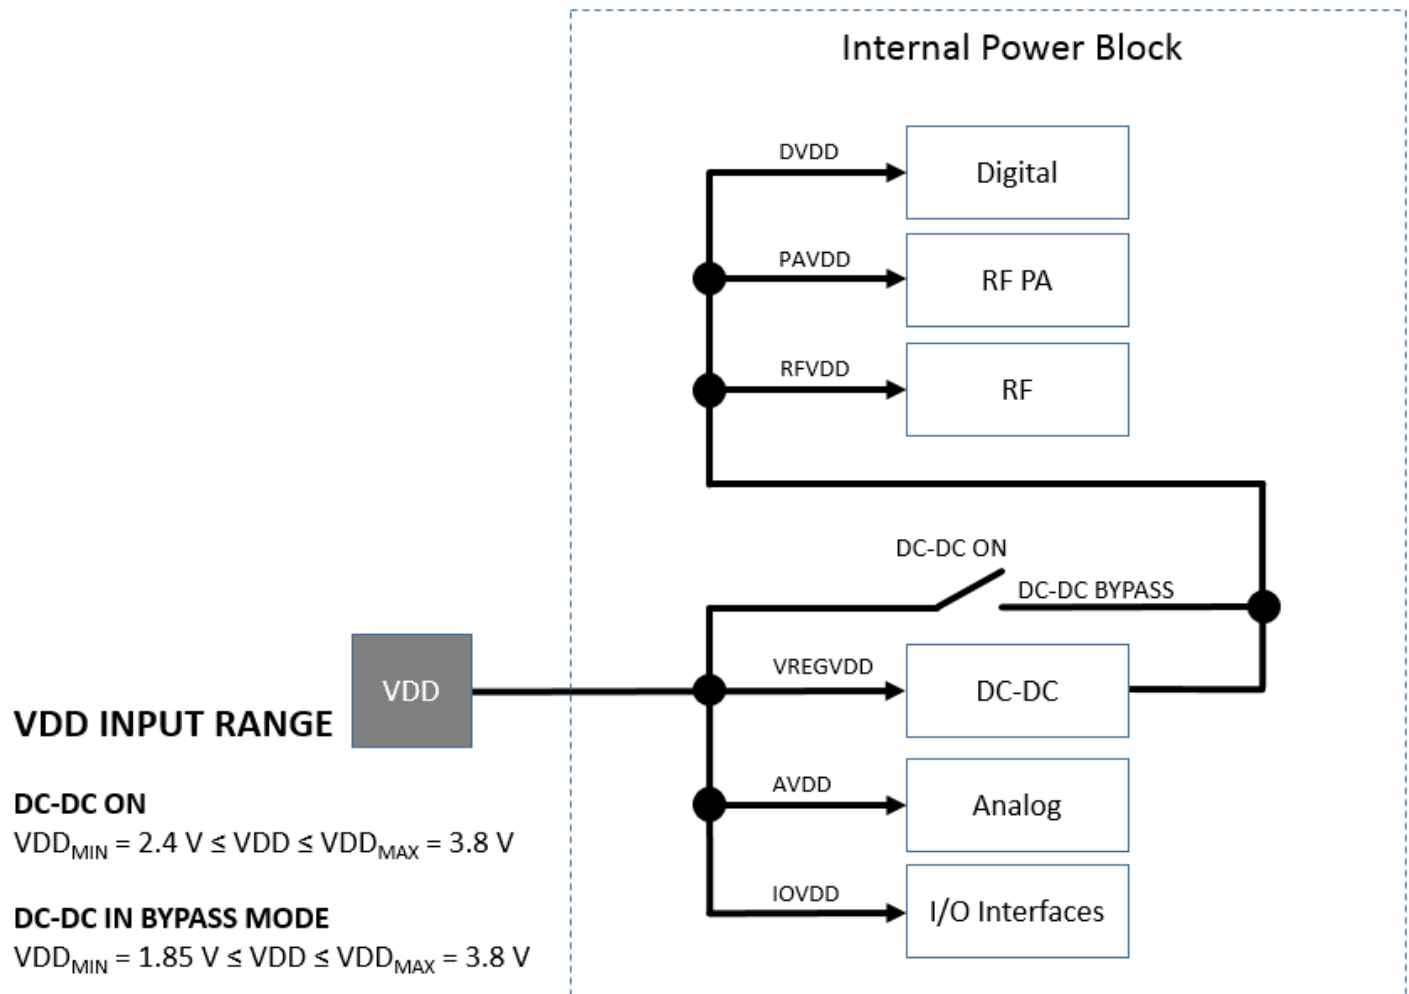 Internal Power Block
DVDD
Digital
PAVDD
RF PA
RFVDD
RF
DC-DC ON
DC-DC BYPASS
VREGVDD
DC-DC
VDD
VDD INPUT RANGE
AVDD
Analog
DC-DC ON
VDDMIN = 2.4 V ≤ VDD ≤ VDDMAX = 3.8 V
IOVDD
I/O Interfaces
DC-DC IN BYPASS MODE
VDDMIN = 1.85 V ≤ VDD ≤ VDDMAX = 3.8 V